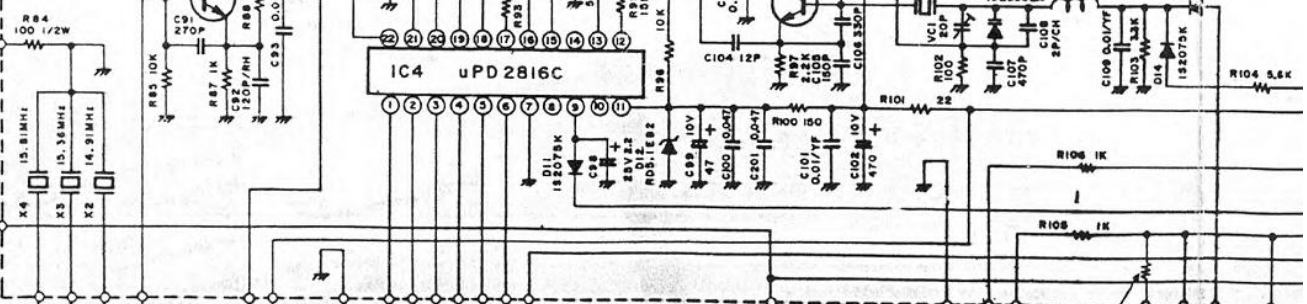 R84
100 1/2W
C91
270P
R88
C93
R85 10K
R87 1K
C92
120P/RH
15.81MHz
15.36MHz
14.91MHz
X4
X3
X2
22 21 20 19 18 17 16 15 14 13 12
IC4 uPD2816C
1 2 3 4 5 6 7 8 9 10 11
R93
R96
10K
D11
1S2075K
C98
25V2.2
D12
RD5.1EB2
C99 10V
47
C100 0.047
C201 0.047
R100 150
C101
0.01/YF
C102 10V
470
C104 12P
R97
2.2K
C105
150P
C106 330P
VC1
20P
R102
100
C107
470P
C108
2P/CH
C109 0.01/YF
R103 3.3K
D14
1S2075K
R104 5.6K
R101 22
R106 1K
R105 1K